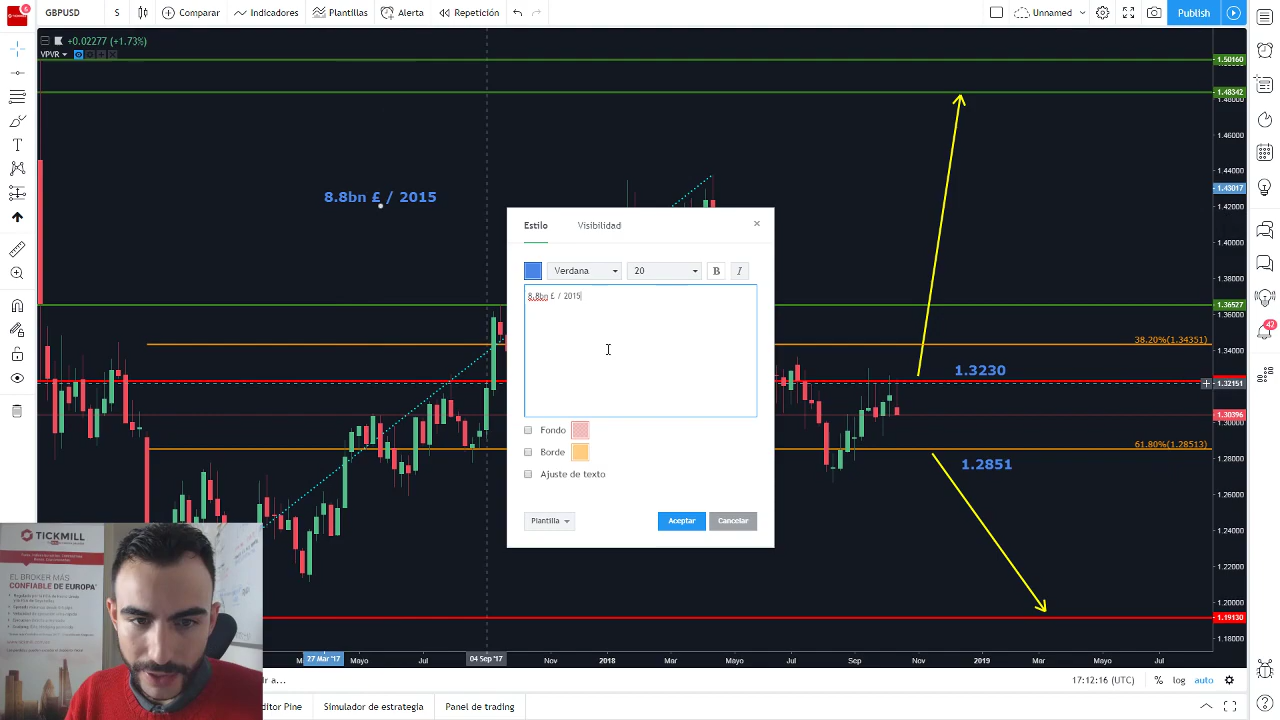 GBPUSD S Comparar Indicadores Plantillas Alerta Repetición Unnamed Publish
+0.02277 (+1.73%)
VPVR
1.50160
1.48342
1.48000
1.46000
1.44000
1.43017
8.8bn £ / 2015
1.42000
Estilo Visibilidad
1.40000
1.38000
Verdana 20 B I
8.8bn £ / 2015
1.36527
1.36000
38.20%(1.34351)
1.34000
42
1.3230
1.32151
1.30396
1.30000
Fondo
61.80%(1.28513)
Borde
1.28000
1.2851
Ajuste de texto
1.26000
1.24000
Plantilla Aceptar Cancelar
1.22000
1.20000
1.19130
1.18000
TICKMILL
EL BROKER MÁS
CONFIABLE DE EUROPA
27 Mar '17 Mayo Jul 04 Sep '17 Nov 2018 Mar Mayo Jul Sep Nov 2019 Mar Mayo Jul
r a... 17:12:16 (UTC) % log auto
ditor Pine Simulador de estrategia Panel de trading